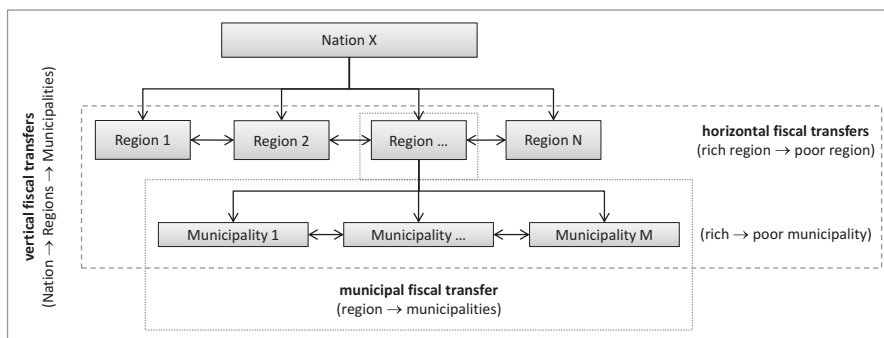 Nation X
vertical fiscal transfers
(Nation → Regions → Municipalities)
Region 1
Region 2
Region ...
Region N
horizontal fiscal transfers
(rich region → poor region)
Municipality 1
Municipality ...
Municipality M
(rich → poor municipality)
municipal fiscal transfer
(region → municipalities)